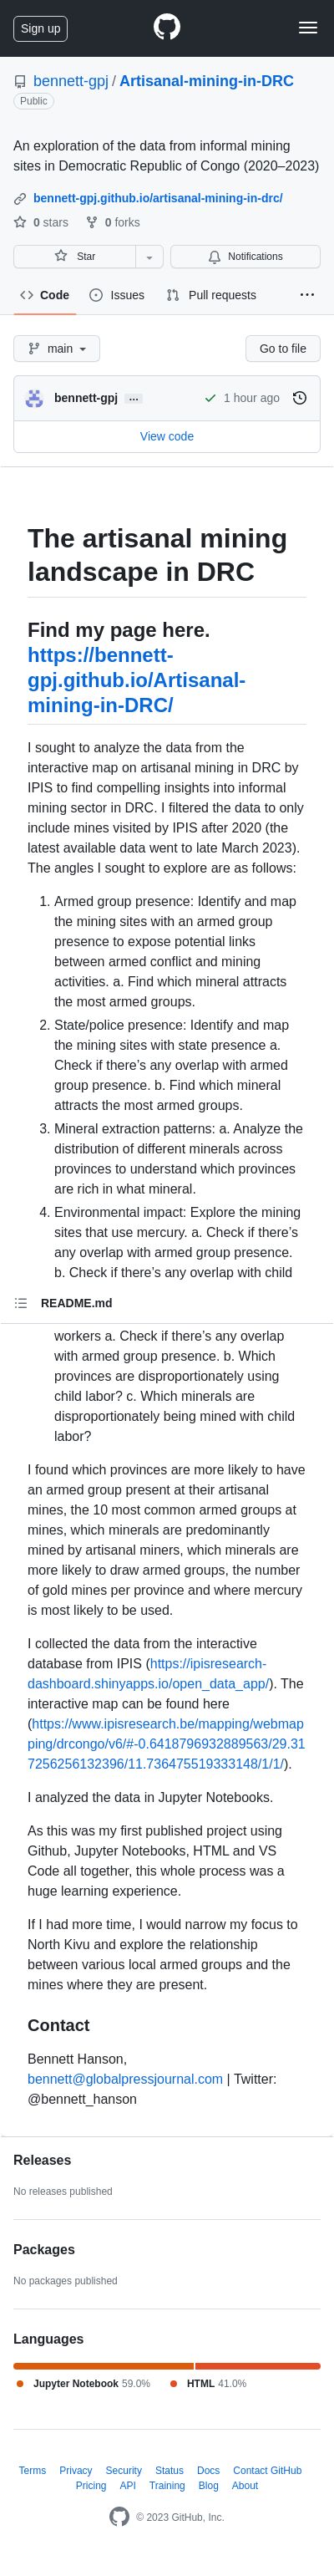 Sign up
bennett-gpj / Artisanal-mining-in-DRC
Public
An exploration of the data from informal mining
sites in Democratic Republic of Congo (2020–2023)
bennett-gpj.github.io/artisanal-mining-in-drc/
0 stars 0 forks
Star Notifications
Code Issues Pull requests
main Go to file
bennett-gpj … 1 hour ago
View code
The artisanal mining
landscape in DRC
Find my page here.
https://bennett-
gpj.github.io/Artisanal-
mining-in-DRC/
I sought to analyze the data from the
interactive map on artisanal mining in DRC by
IPIS to find compelling insights into informal
mining sector in DRC. I filtered the data to only
include mines visited by IPIS after 2020 (the
latest available data went to late March 2023).
The angles I sought to explore are as follows:
1. Armed group presence: Identify and map
the mining sites with an armed group
presence to expose potential links
between armed conflict and mining
activities. a. Find which mineral attracts
most armed groups.
2. State/police presence: Identify and map
the mining sites with state presence a.
Check if there’s any overlap with armed
group presence. b. Find which mineral
attracts the most armed groups.
3. Mineral extraction patterns: a. Analyze the
distribution of different minerals across
provinces to understand which provinces
are rich in what mineral.
4. Environmental impact: Explore the mining
sites that use mercury. a. Check if there’s
any overlap with armed group presence.
b. Check if there’s any overlap with child
README.md
workers a. Check if there’s any overlap
with armed group presence. b. Which
provinces are disproportionately using
child labor? c. Which minerals are
disproportionately being mined with child
labor?
I found which provinces are more likely to have
an armed group present at their artisanal
mines, the 10 most common armed groups at
mines, which minerals are predominantly
mined by artisanal miners, which minerals are
more likely to draw armed groups, the number
of gold mines per province and where mercury
is most likely to be used.
I collected the data from the interactive
database from IPIS (https://ipisresearch-
dashboard.shinyapps.io/open_data_app/). The
interactive map can be found here
(https://www.ipisresearch.be/mapping/webmap
ping/drcongo/v6/#-0.6418796932889563/29.31
7256256132396/11.736475519333148/1/1/).
I analyzed the data in Jupyter Notebooks.
As this was my first published project using
Github, Jupyter Notebooks, HTML and VS
Code all together, this whole process was a
huge learning experience.
If I had more time, I would narrow my focus to
North Kivu and explore the relationship
between various local armed groups and the
mines where they are present.
Contact
Bennett Hanson,
bennett@globalpressjournal.com | Twitter:
@bennett_hanson
Releases
No releases published
Packages
No packages published
Languages
Jupyter Notebook 59.0% HTML 41.0%
Terms Privacy Security Status Docs Contact GitHub
Pricing API Training Blog About
© 2023 GitHub, Inc.